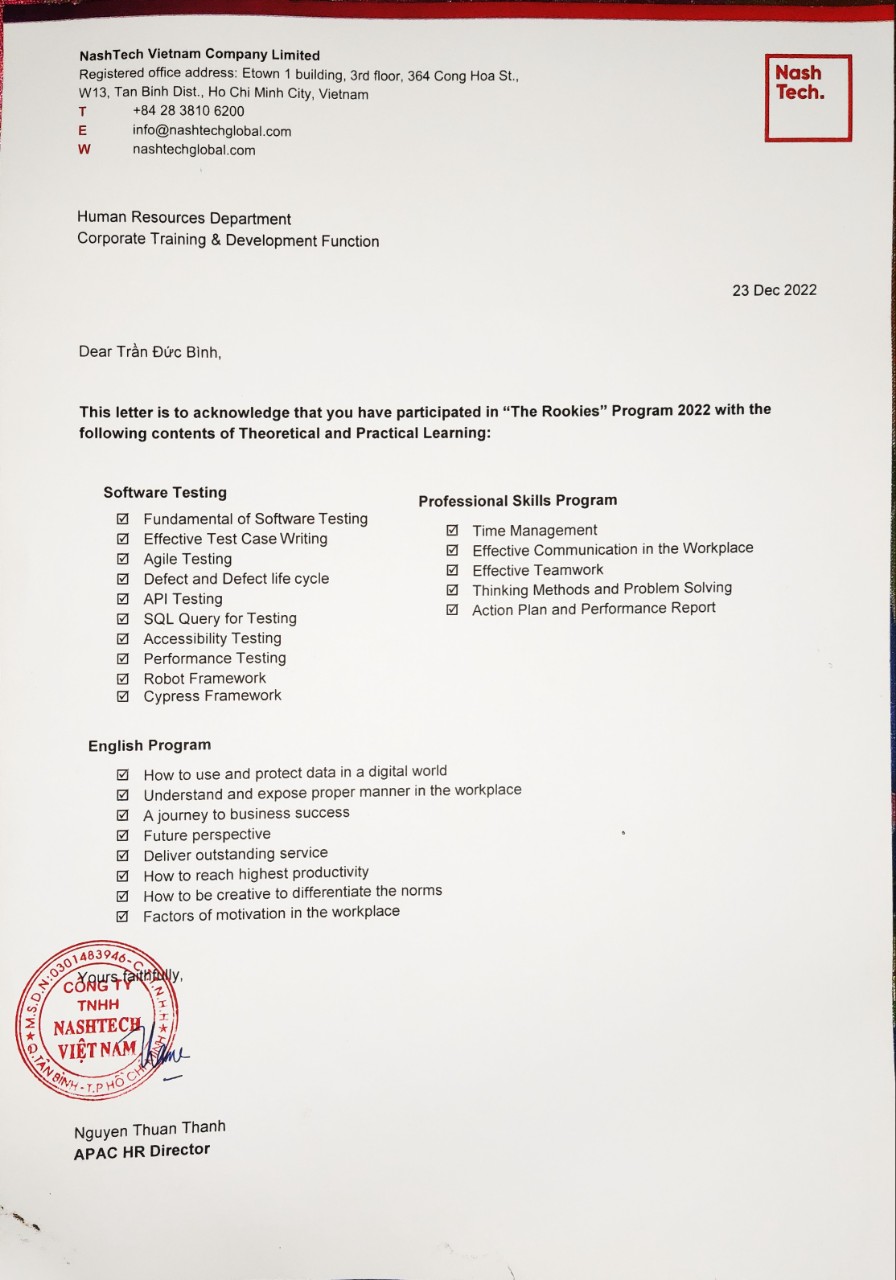 NashTech Vietnam Company Limited
Registered office address: Etown 1 building, 3rd floor, 364 Cong Hoa St.,
W13, Tan Binh Dist., Ho Chi Minh City, Vietnam
T +84 28 3810 6200
E info@nashtechglobal.com
W nashtechglobal.com
Nash
Tech.
Human Resources Department
Corporate Training & Development Function
23 Dec 2022
Dear Trần Đức Bình,
This letter is to acknowledge that you have participated in “The Rookies” Program 2022 with the
following contents of Theoretical and Practical Learning:
Software Testing
☑ Fundamental of Software Testing
☑ Effective Test Case Writing
☑ Agile Testing
☑ Defect and Defect life cycle
☑ API Testing
☑ SQL Query for Testing
☑ Accessibility Testing
☑ Performance Testing
☑ Robot Framework
☑ Cypress Framework
Professional Skills Program
☑ Time Management
☑ Effective Communication in the Workplace
☑ Effective Teamwork
☑ Thinking Methods and Problem Solving
☑ Action Plan and Performance Report
English Program
☑ How to use and protect data in a digital world
☑ Understand and expose proper manner in the workplace
☑ A journey to business success
☑ Future perspective
☑ Deliver outstanding service
☑ How to reach highest productivity
☑ How to be creative to differentiate the norms
☑ Factors of motivation in the workplace
Yours faithfully,
M.S.D.N:0301483946-C.T.T.N.H.H
CÔNG TY
TNHH
NASHTECH
VIỆT NAM
Q.TÂN BÌNH - T.P HỒ CHÍ MINH
Nguyen Thuan Thanh
APAC HR Director